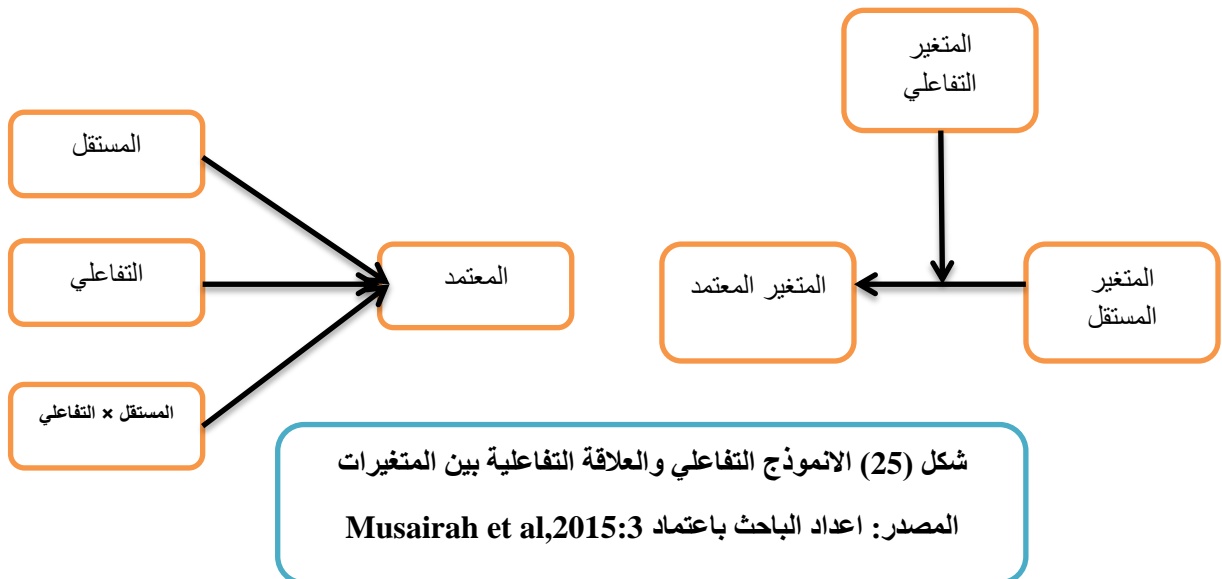 المتغير
التفاعلي
المتغير
المستقل
المتغير المعتمد
المستقل
التفاعلي
المستقل × التفاعلي
المعتمد
شكل (25) الانموذج التفاعلي والعلاقة التفاعلية بين المتغيرات
المصدر: اعداد الباحث باعتماد Musairah et al,2015:3